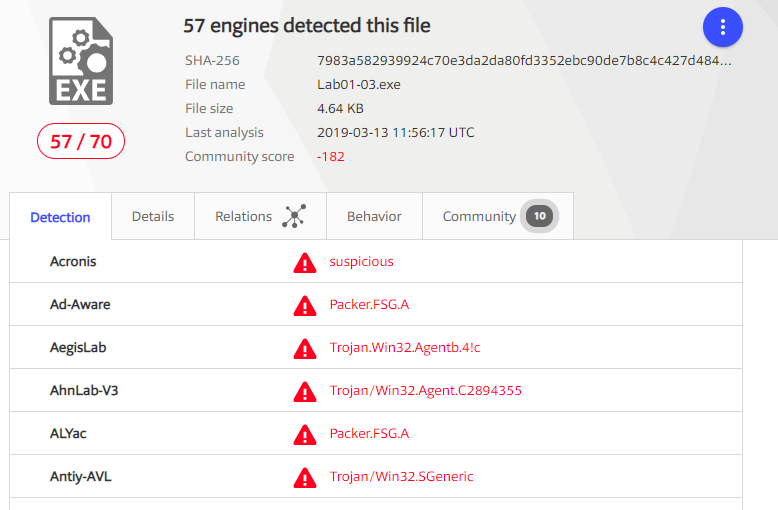 57 engines detected this file
SHA-256 7983a582939924c70e3da2da80fd3352ebc90de7b8c4c427d484...
File name Lab01-03.exe
File size 4.64 KB
Last analysis 2019-03-13 11:56:17 UTC
Community score -182
EXE
57 / 70
Detection Details Relations Behavior Community 10
Acronis suspicious
Ad-Aware Packer.FSG.A
AegisLab Trojan.Win32.Agentb.4!c
AhnLab-V3 Trojan/Win32.Agent.C2894355
ALYac Packer.FSG.A
Antiy-AVL Trojan/Win32.SGeneric